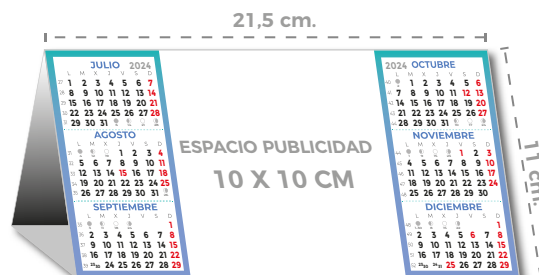 21,5 cm.
JULIO 2024
L M X J V S D
1 2 3 4 5 6 7
8 9 10 11 12 13 14
15 16 17 18 19 20 21
22 23 24 25 26 27 28
29 30 31
AGOSTO
L M X J V S D
1 2 3 4
5 6 7 8 9 10 11
12 13 14 15 16 17 18
19 20 21 22 23 24 25
26 27 28 29 30 31
SEPTIEMBRE
L M X J V S D
1
2 3 4 5 6 7 8
9 10 11 12 13 14 15
16 17 18 19 20 21 22
23 30 24 25 26 27 28 29
ESPACIO PUBLICIDAD
10 X 10 CM
2024 OCTUBRE
L M X J V S D
1 2 3 4 5 6
7 8 9 10 11 12 13
14 15 16 17 18 19 20
21 22 23 24 25 26 27
28 29 30 31
NOVIEMBRE
L M X J V S D
1 2 3
4 5 6 7 8 9 10
11 12 13 14 15 16 17
18 19 20 21 22 23 24
25 26 27 28 29 30
DICIEMBRE
L M X J V S D
1
2 3 4 5 6 7 8
9 10 11 12 13 14 15
16 17 18 19 20 21 22
23 30 24 31 25 26 27 28 29
11 cm.